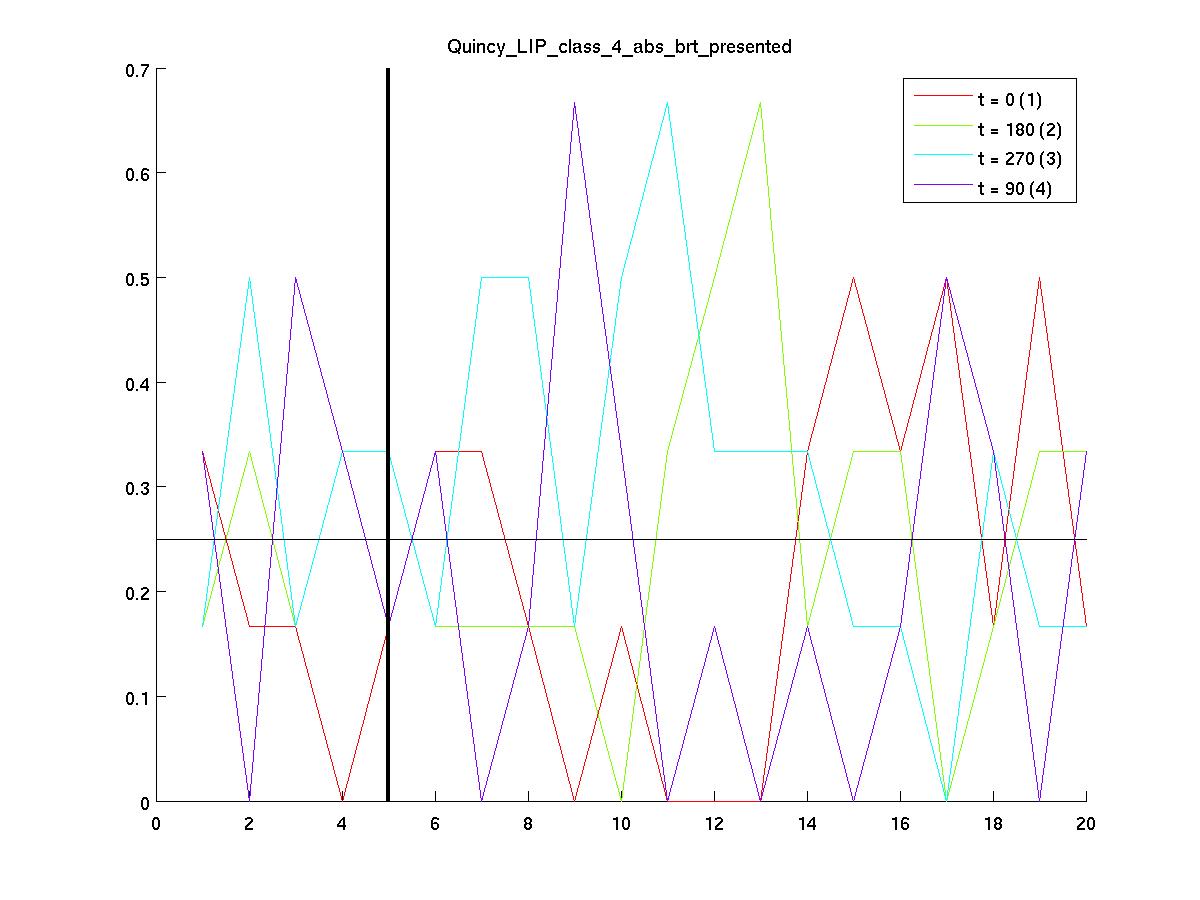 Quincy_LIP_class_4_abs_brt_presented
t = 0 (1)
t = 180 (2)
t = 270 (3)
t = 90 (4)
0.7
0.6
0.5
0.4
0.3
0.2
0.1
0
0 2 4 6 8 10 12 14 16 18 20